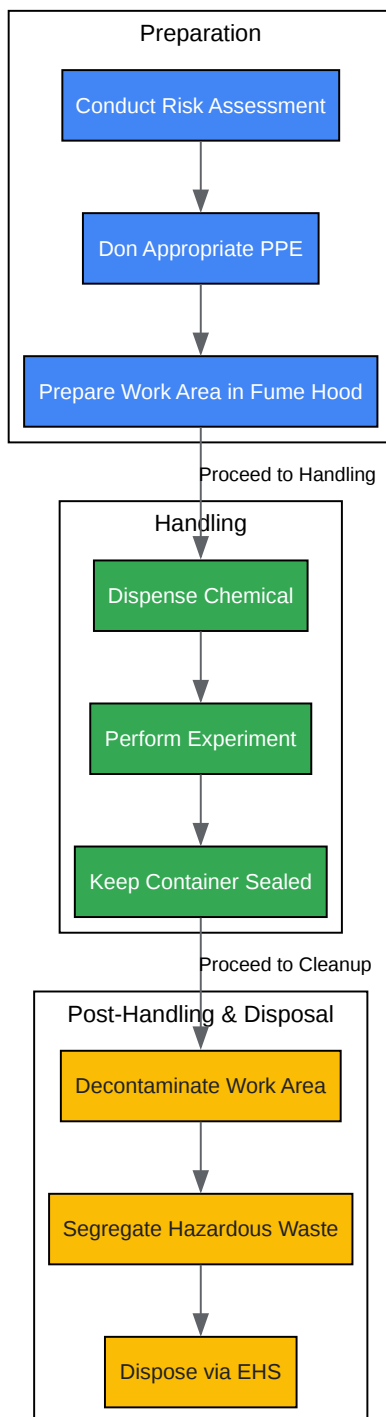 Preparation
Conduct Risk Assessment
Don Appropriate PPE
Prepare Work Area in Fume Hood
Proceed to Handling
Handling
Dispense Chemical
Perform Experiment
Keep Container Sealed
Proceed to Cleanup
Post-Handling & Disposal
Decontaminate Work Area
Segregate Hazardous Waste
Dispose via EHS